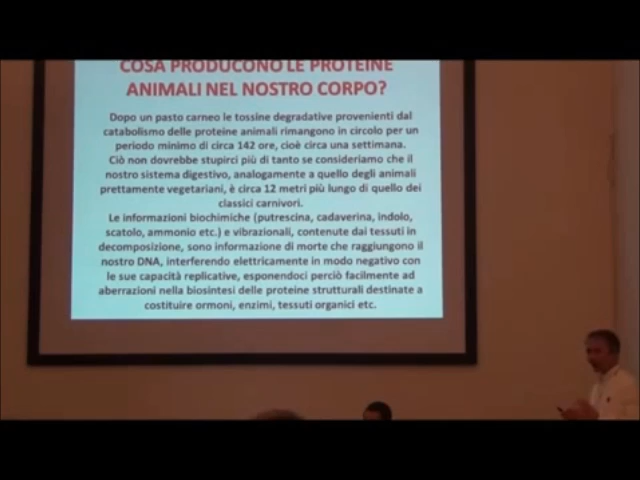 COSA PRODUCONO LE PROTEINE
ANIMALI NEL NOSTRO CORPO?
Dopo un pasto carneo le tossine degradative provenienti dal
catabolismo delle proteine animali rimangono in circolo per un
periodo minimo di circa 142 ore, cioè circa una settimana.
Ciò non dovrebbe stupirci più di tanto se consideriamo che il
nostro sistema digestivo, analogamente a quello degli animali
prettamente vegetariani, è circa 12 metri più lungo di quello dei
classici carnivori.
Le informazioni biochimiche (putrescina, cadaverina, indolo,
scatolo, ammonio etc.) e vibrazionali, contenute dai tessuti in
decomposizione, sono informazione di morte che raggiungono il
nostro DNA, interferendo elettricamente in modo negativo con
le sue capacità replicative, esponendoci perciò facilmente ad
aberrazioni nella biosintesi delle proteine strutturali destinate a
costituire ormoni, enzimi, tessuti organici etc.